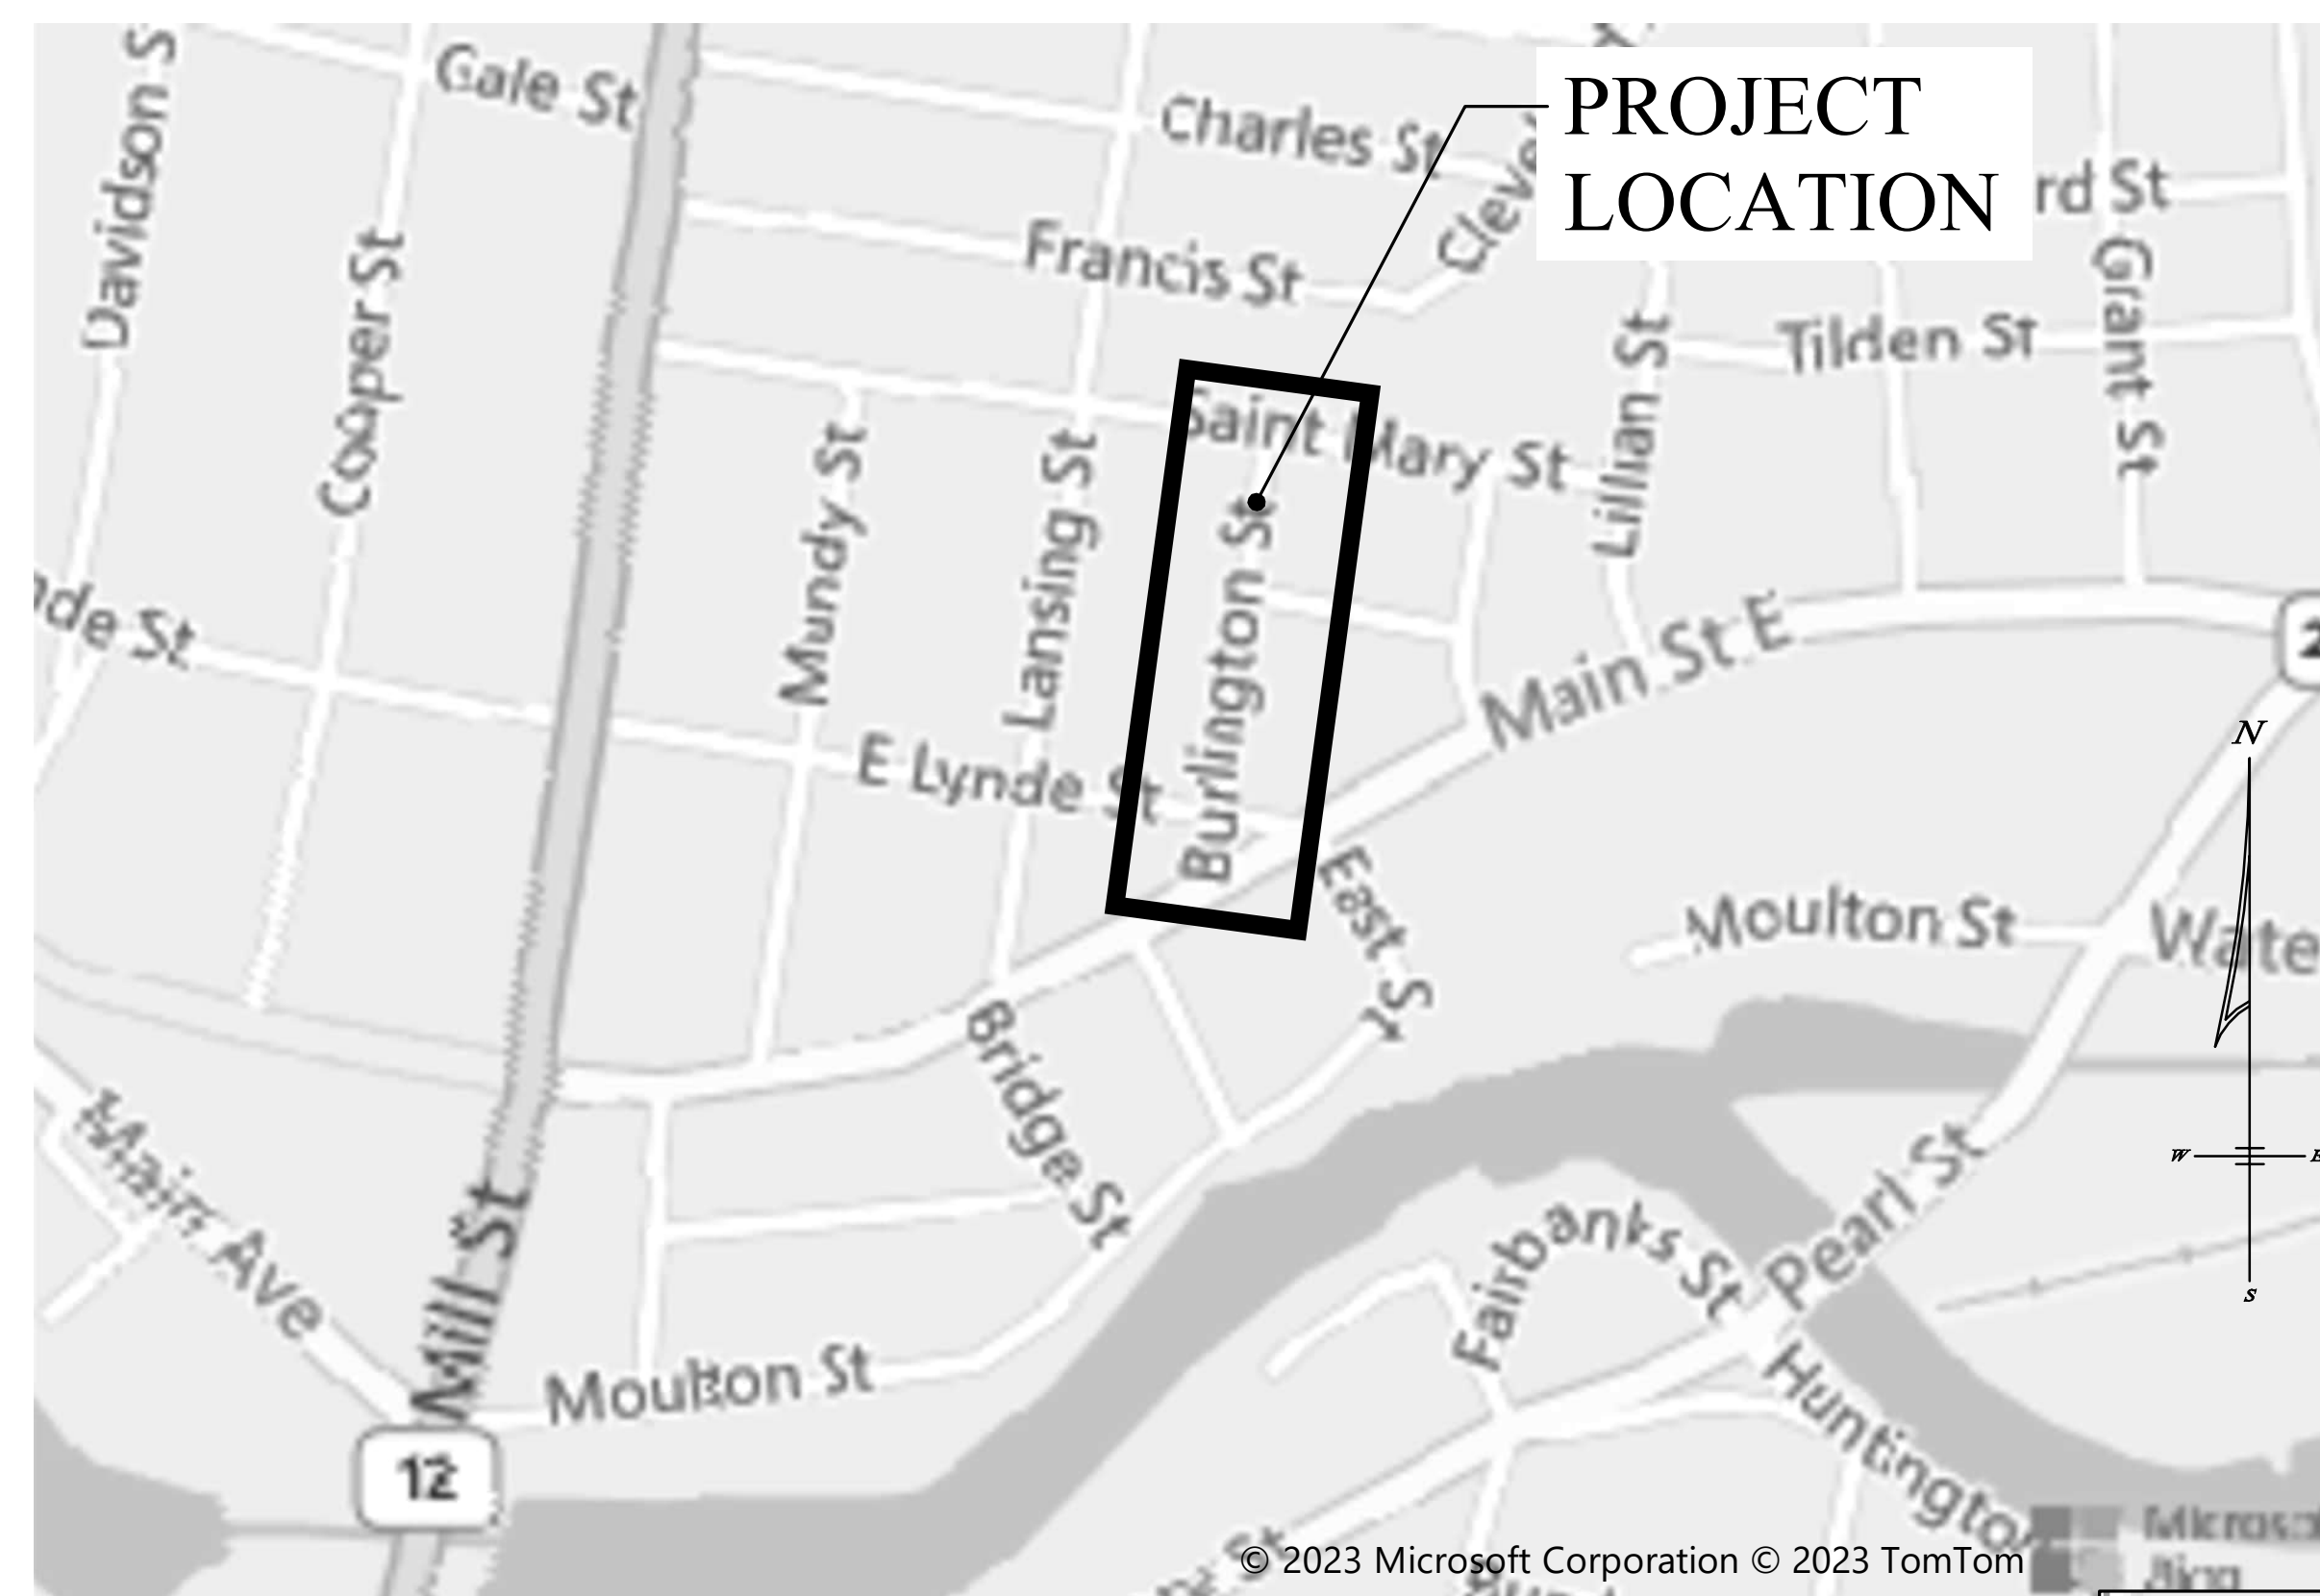 Davidson S
Gale St
Charles St
PROJECT
LOCATION
rd St
Cooper St
Francis St
Grant St
Tilden St
Lillian St
Saint Mary St
Mundy St
Lansing St
Burlington St
Main St E
E Lynde St
N
East St
Moulton St
Bridge St
W
E
Main Ave
Mill St
Pearl St
Fairbanks St
S
Moulton St
12
© 2023 Microsoft Corporation © 2023 TomTom